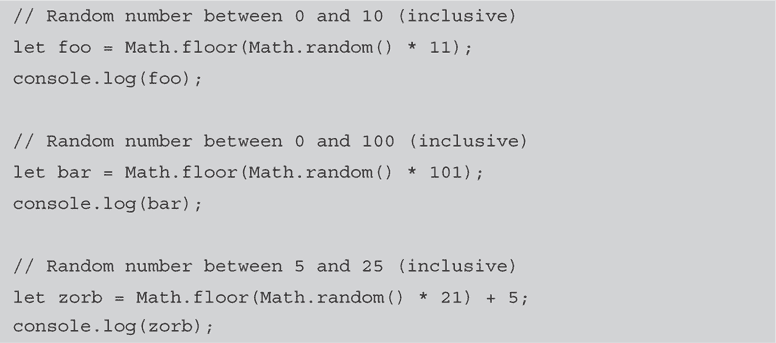 // Random number between 0 and 10 (inclusive)
let foo = Math.floor(Math.random() * 11);
console.log(foo);
// Random number between 0 and 100 (inclusive)
let bar = Math.floor(Math.random() * 101);
console.log(bar);
// Random number between 5 and 25 (inclusive)
let zorb = Math.floor(Math.random() * 21) + 5;
console.log(zorb);